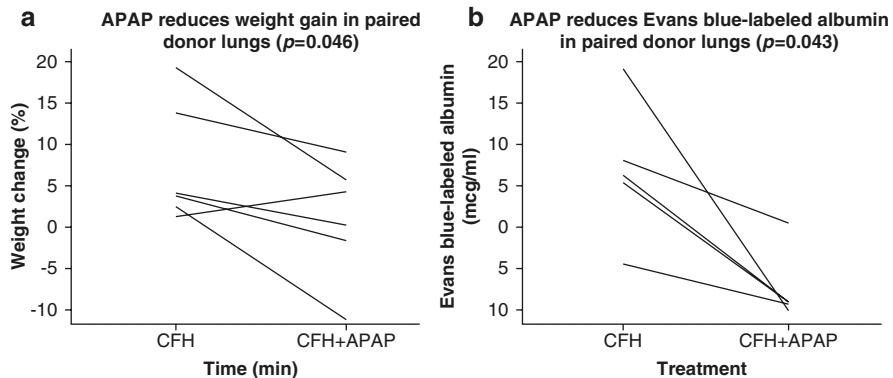 a
APAP reduces weight gain in paired
donor lungs (p=0.046)
20
15
10
5
0
-5
-10
Weight change (%)
CFH
CFH+APAP
Time (min)
b
APAP reduces Evans blue-labeled albumin
in paired donor lungs (p=0.043)
20
15
10
5
0
5
10
Evans blue-labeled albumin
(mcg/ml)
CFH
CFH+APAP
Treatment